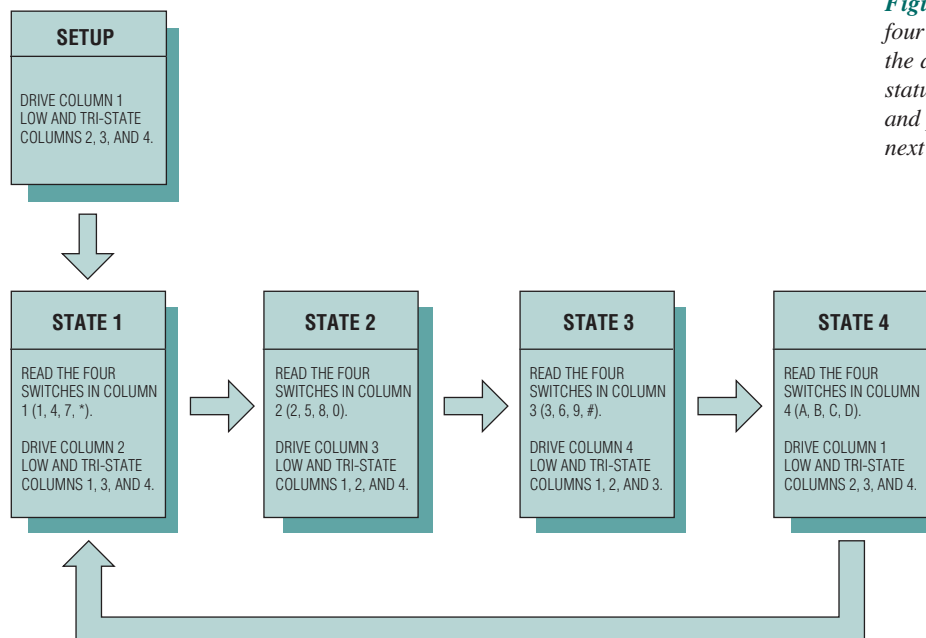 Figu
four
the a
statu
and
next
SETUP
DRIVE COLUMN 1
LOW AND TRI-STATE
COLUMNS 2, 3, AND 4.
STATE 1
READ THE FOUR
SWITCHES IN COLUMN
1 (1, 4, 7, *).
DRIVE COLUMN 2
LOW AND TRI-STATE
COLUMNS 1, 3, AND 4.
STATE 2
READ THE FOUR
SWITCHES IN COLUMN
2 (2, 5, 8, 0).
DRIVE COLUMN 3
LOW AND TRI-STATE
COLUMNS 1, 2, AND 4.
STATE 3
READ THE FOUR
SWITCHES IN COLUMN
3 (3, 6, 9, #).
DRIVE COLUMN 4
LOW AND TRI-STATE
COLUMNS 1, 2, AND 3.
STATE 4
READ THE FOUR
SWITCHES IN COLUMN
4 (A, B, C, D).
DRIVE COLUMN 1
LOW AND TRI-STATE
COLUMNS 2, 3, AND 4.